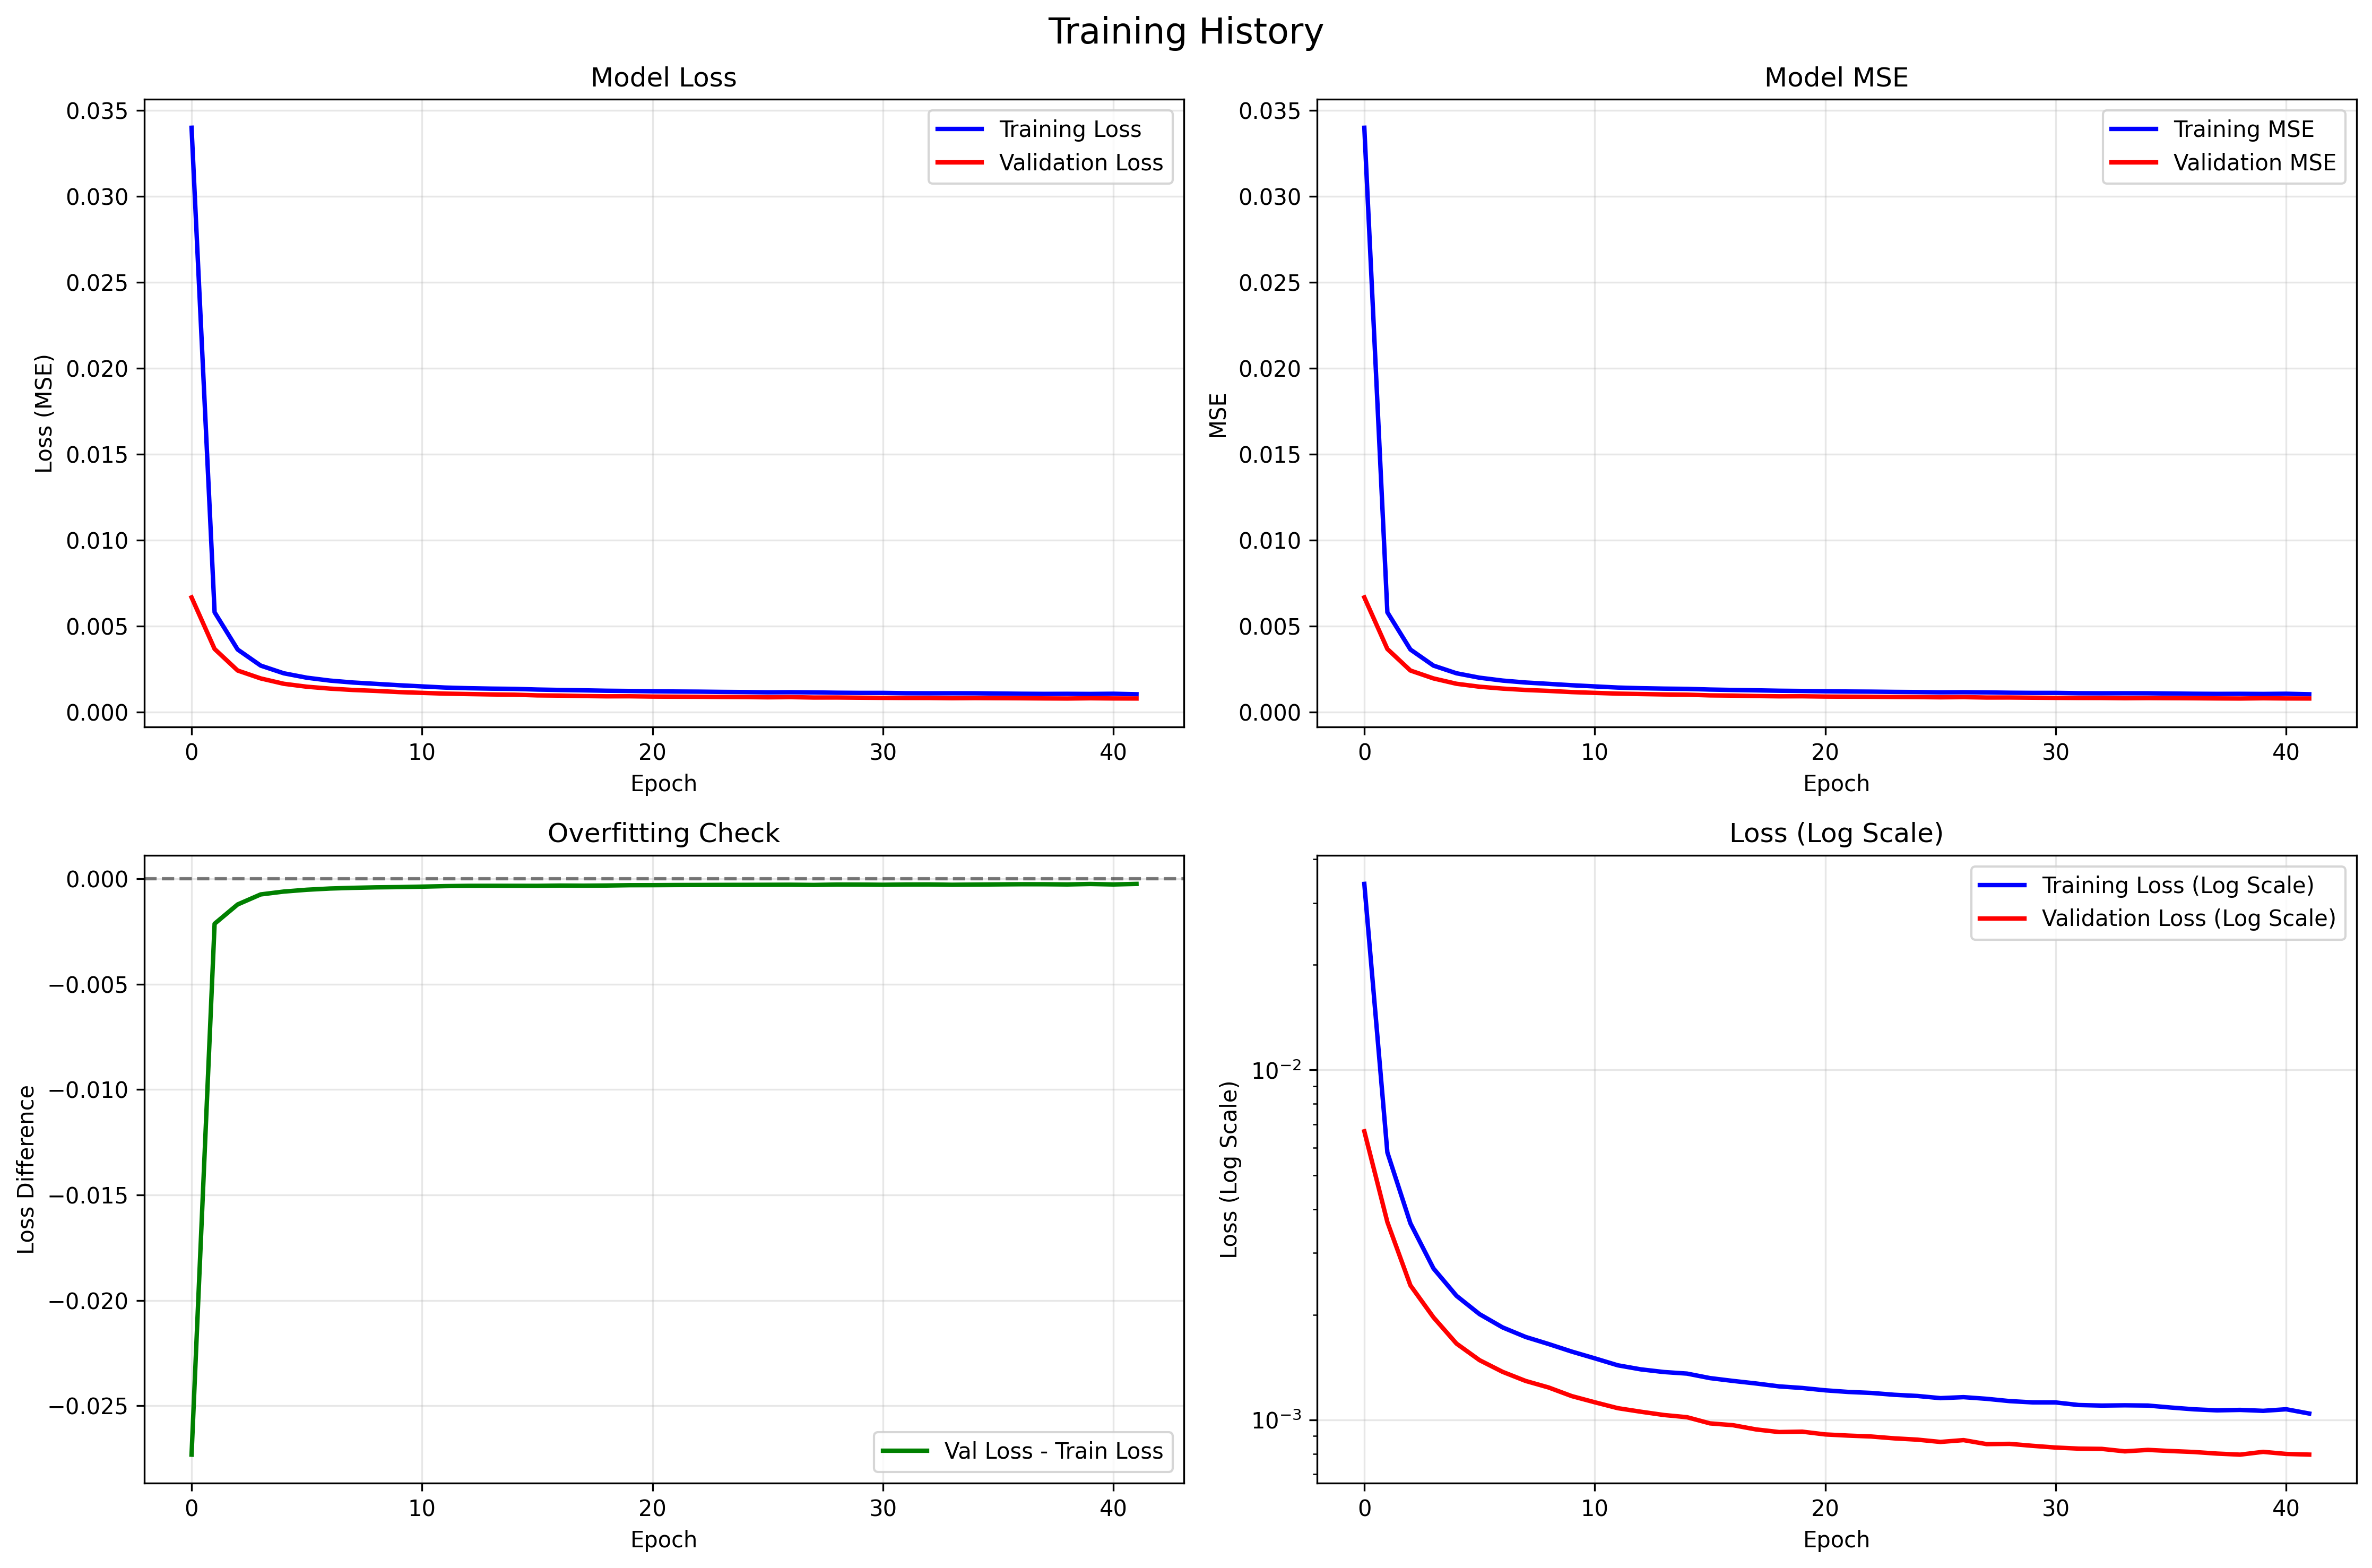 Training History
Model Loss
Loss (MSE)
0.035
0.030
0.025
0.020
0.015
0.010
0.005
0.000
0 10 20 30 40
Epoch
Training Loss
Validation Loss
Model MSE
MSE
0.035
0.030
0.025
0.020
0.015
0.010
0.005
0.000
0 10 20 30 40
Epoch
Training MSE
Validation MSE
Overfitting Check
Loss Difference
0.000
−0.005
−0.010
−0.015
−0.020
−0.025
0 10 20 30 40
Epoch
Val Loss - Train Loss
Loss (Log Scale)
Loss (Log Scale)
10⁻²
10⁻³
0 10 20 30 40
Epoch
Training Loss (Log Scale)
Validation Loss (Log Scale)